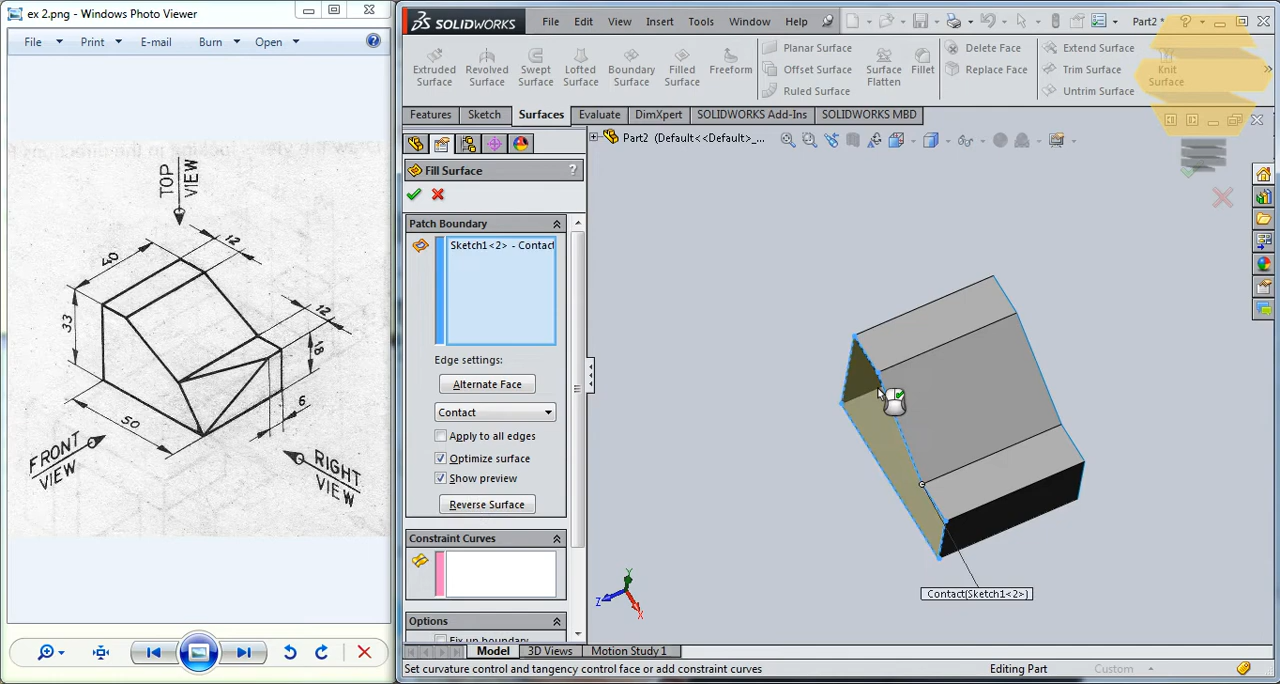 ex 2.png - Windows Photo Viewer
File Print E-mail Burn Open
TOP VIEW
40
12
33
12
18
50
6
FRONT VIEW
RIGHT VIEW
SOLIDWORKS
File Edit View Insert Tools Window Help
Part2 *
Extruded Surface
Revolved Surface
Swept Surface
Lofted Surface
Boundary Surface
Filled Surface
Freeform
Planar Surface
Offset Surface
Ruled Surface
Surface Flatten
Fillet
Delete Face
Replace Face
Extend Surface
Trim Surface
Untrim Surface
Knit Surface
Features Sketch Surfaces Evaluate DimXpert SOLIDWORKS Add-Ins SOLIDWORKS MBD
Part2 (Default<<Default>_...
Fill Surface ?
Patch Boundary
Sketch1<2> - Contact
Edge settings:
Alternate Face
Contact
Apply to all edges
Optimize surface
Show preview
Reverse Surface
Constraint Curves
Options
Fix up boundary
Contact(Sketch1<2>)
Y
Z
X
Model 3D Views Motion Study 1
Set curvature control and tangency control face or add constraint curves
Editing Part
Custom